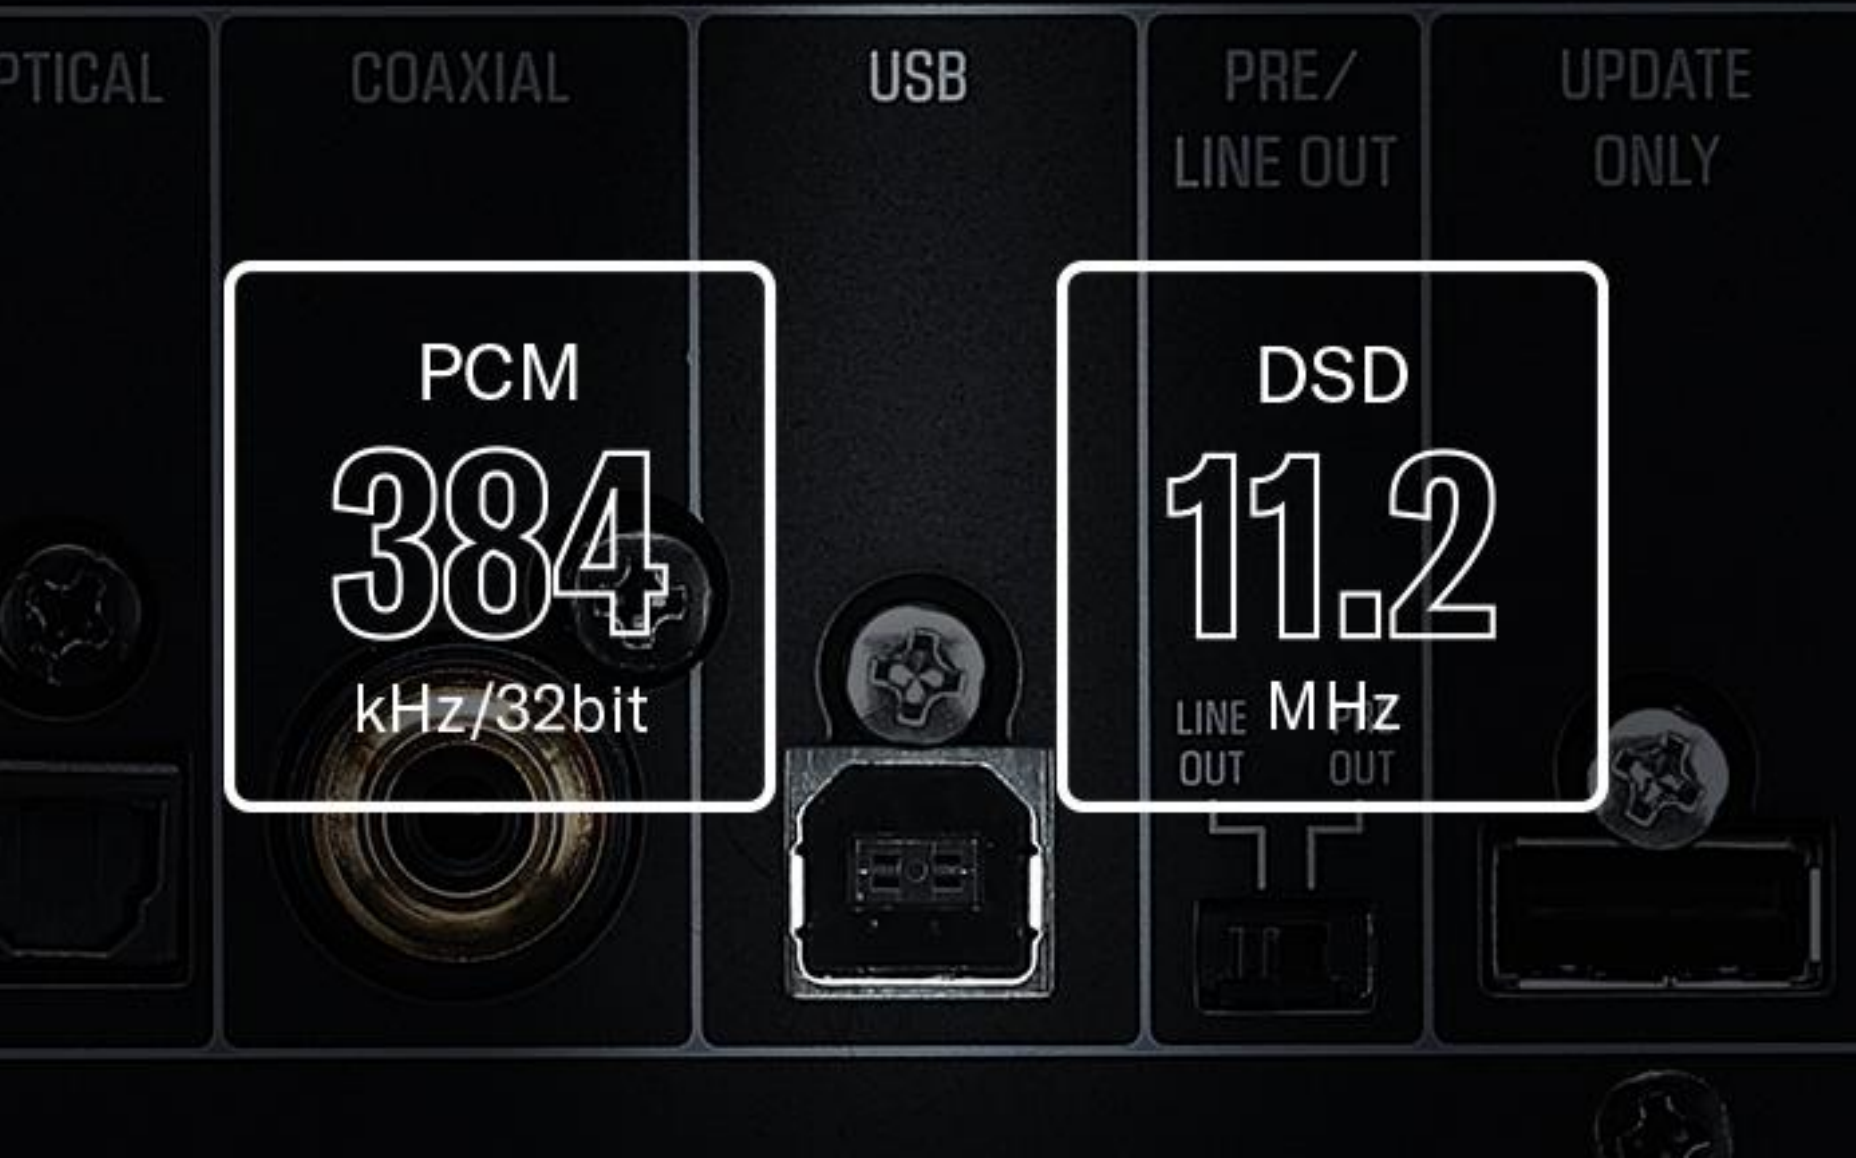 PTICAL
COAXIAL
USB
PRE/
LINE OUT
UPDATE
ONLY
PCM
384
kHz/32bit
DSD
11.2
MHz
LINE
OUT
OUT